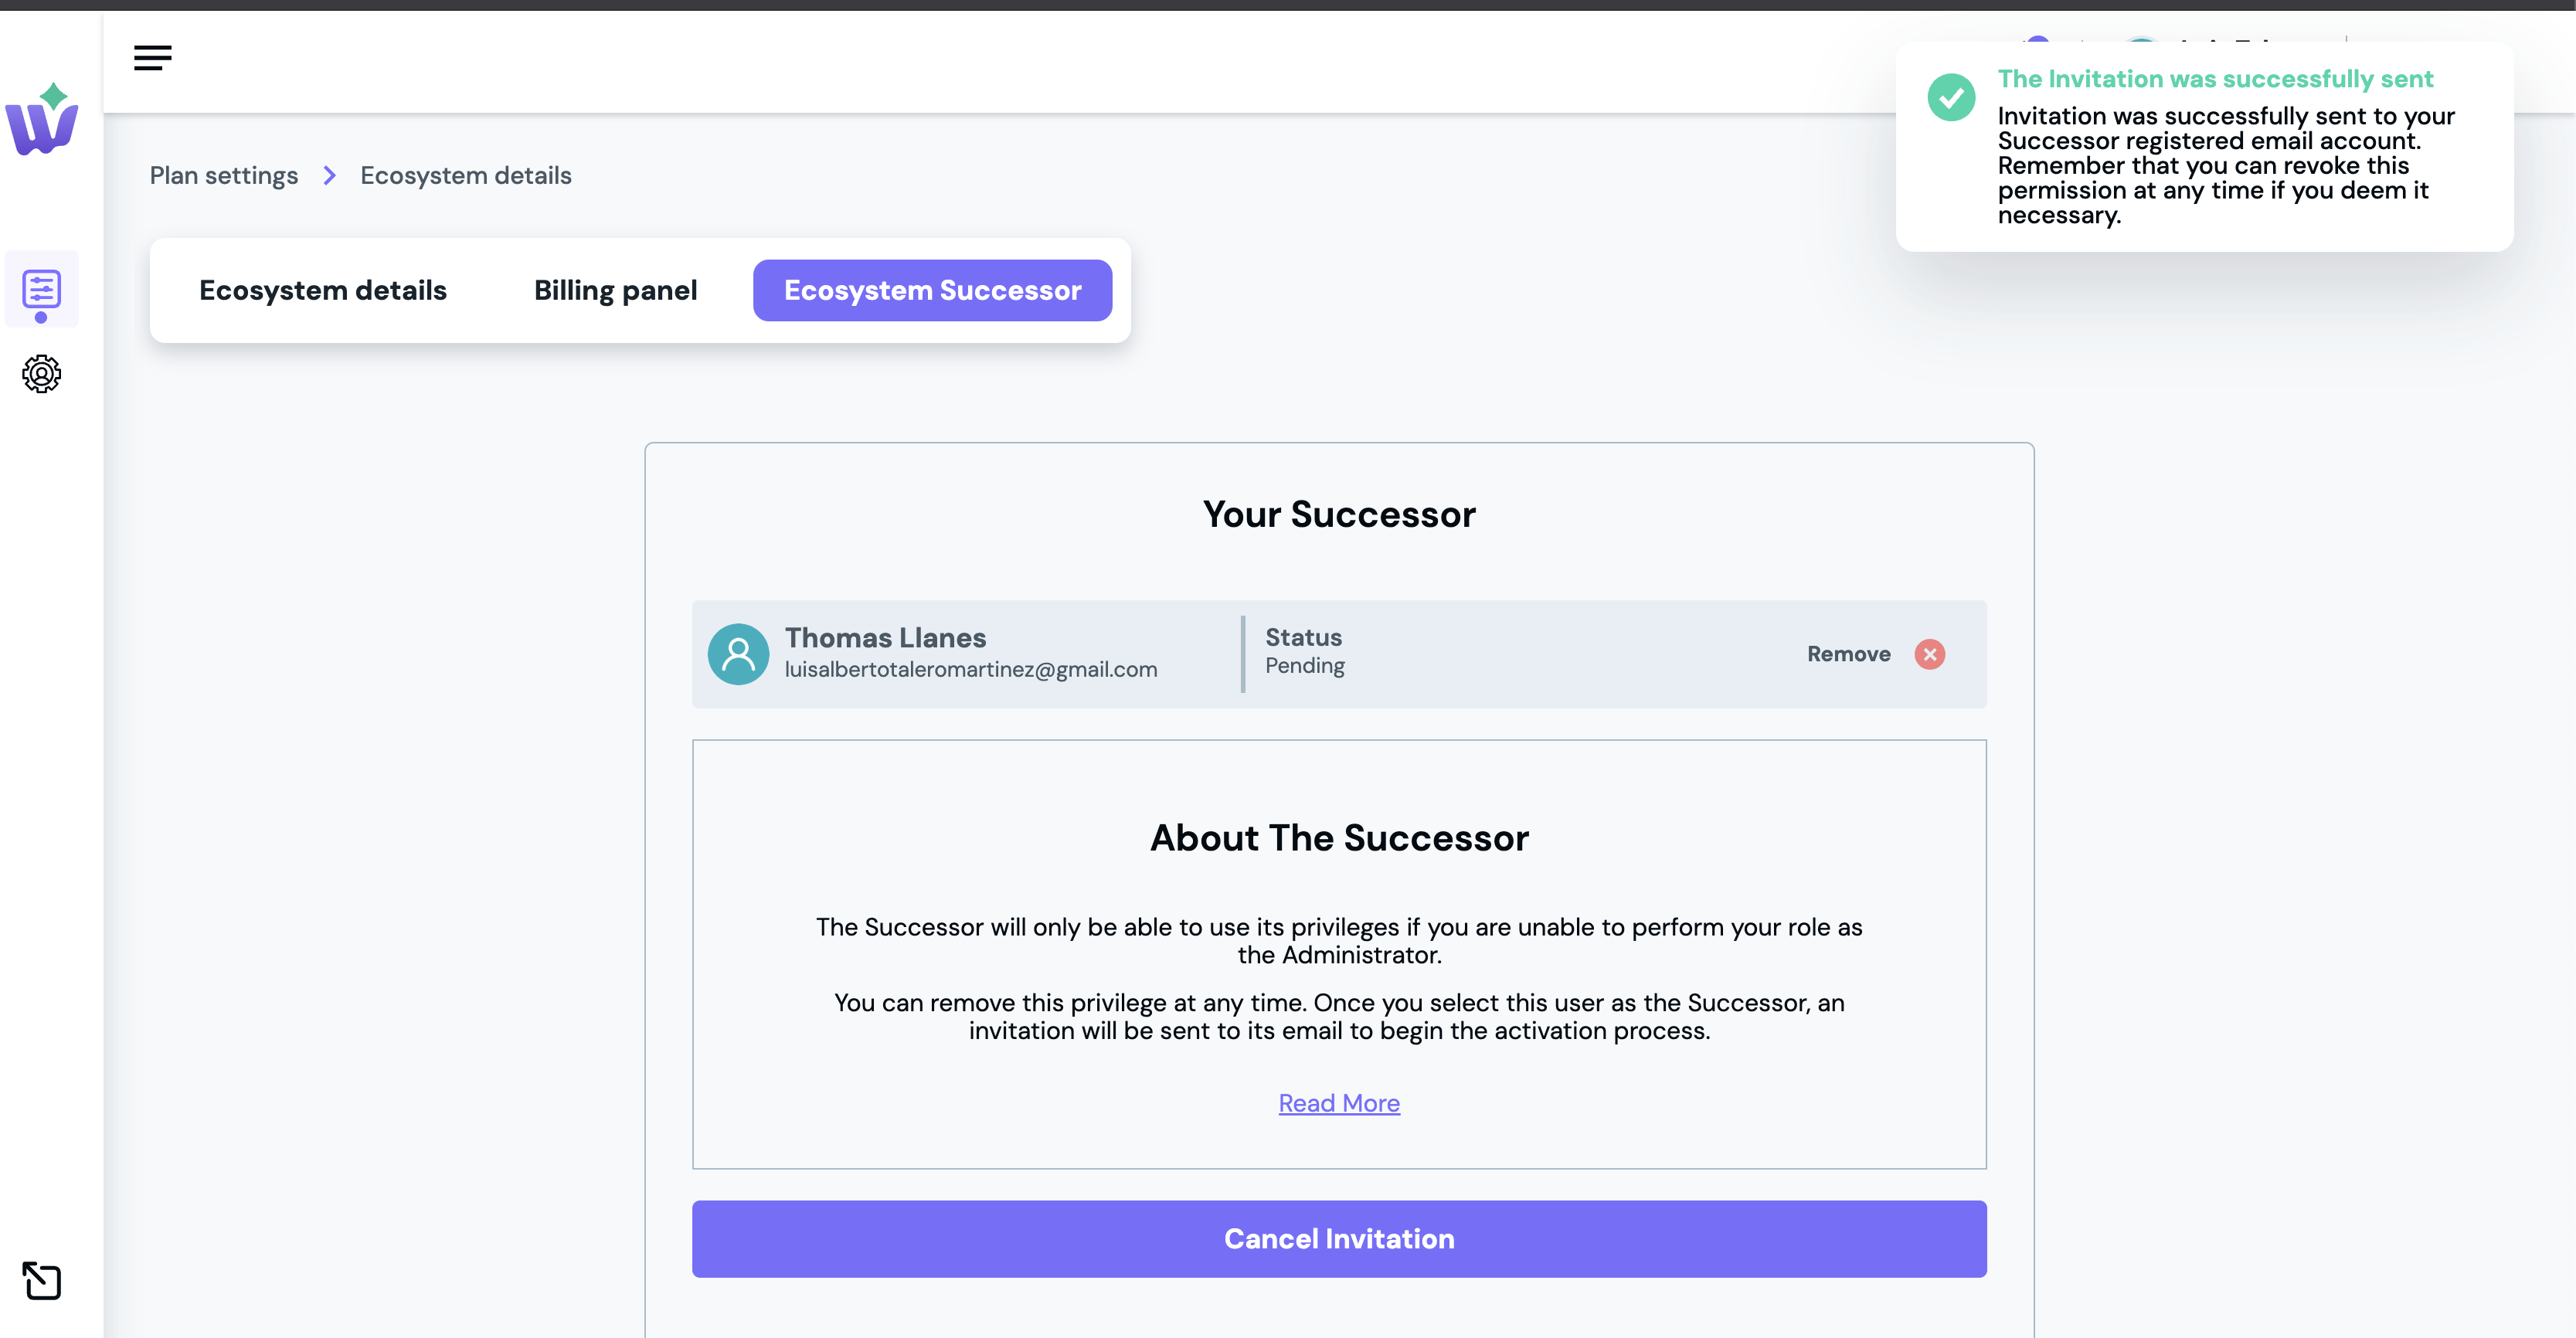 The Invitation was successfully sent
Invitation was successfully sent to your
Successor registered email account.
Remember that you can revoke this
permission at any time if you deem it
necessary.
Plan settings
Ecosystem details
Ecosystem details
Billing panel
Ecosystem Successor
Your Successor
Thomas Llanes
luisalbertotaleromartinez@gmail.com
Status
Pending
Remove
About The Successor
The Successor will only be able to use its privileges if you are unable to perform your role as
the Administrator.
You can remove this privilege at any time. Once you select this user as the Successor, an
invitation will be sent to its email to begin the activation process.
Read More
Cancel Invitation